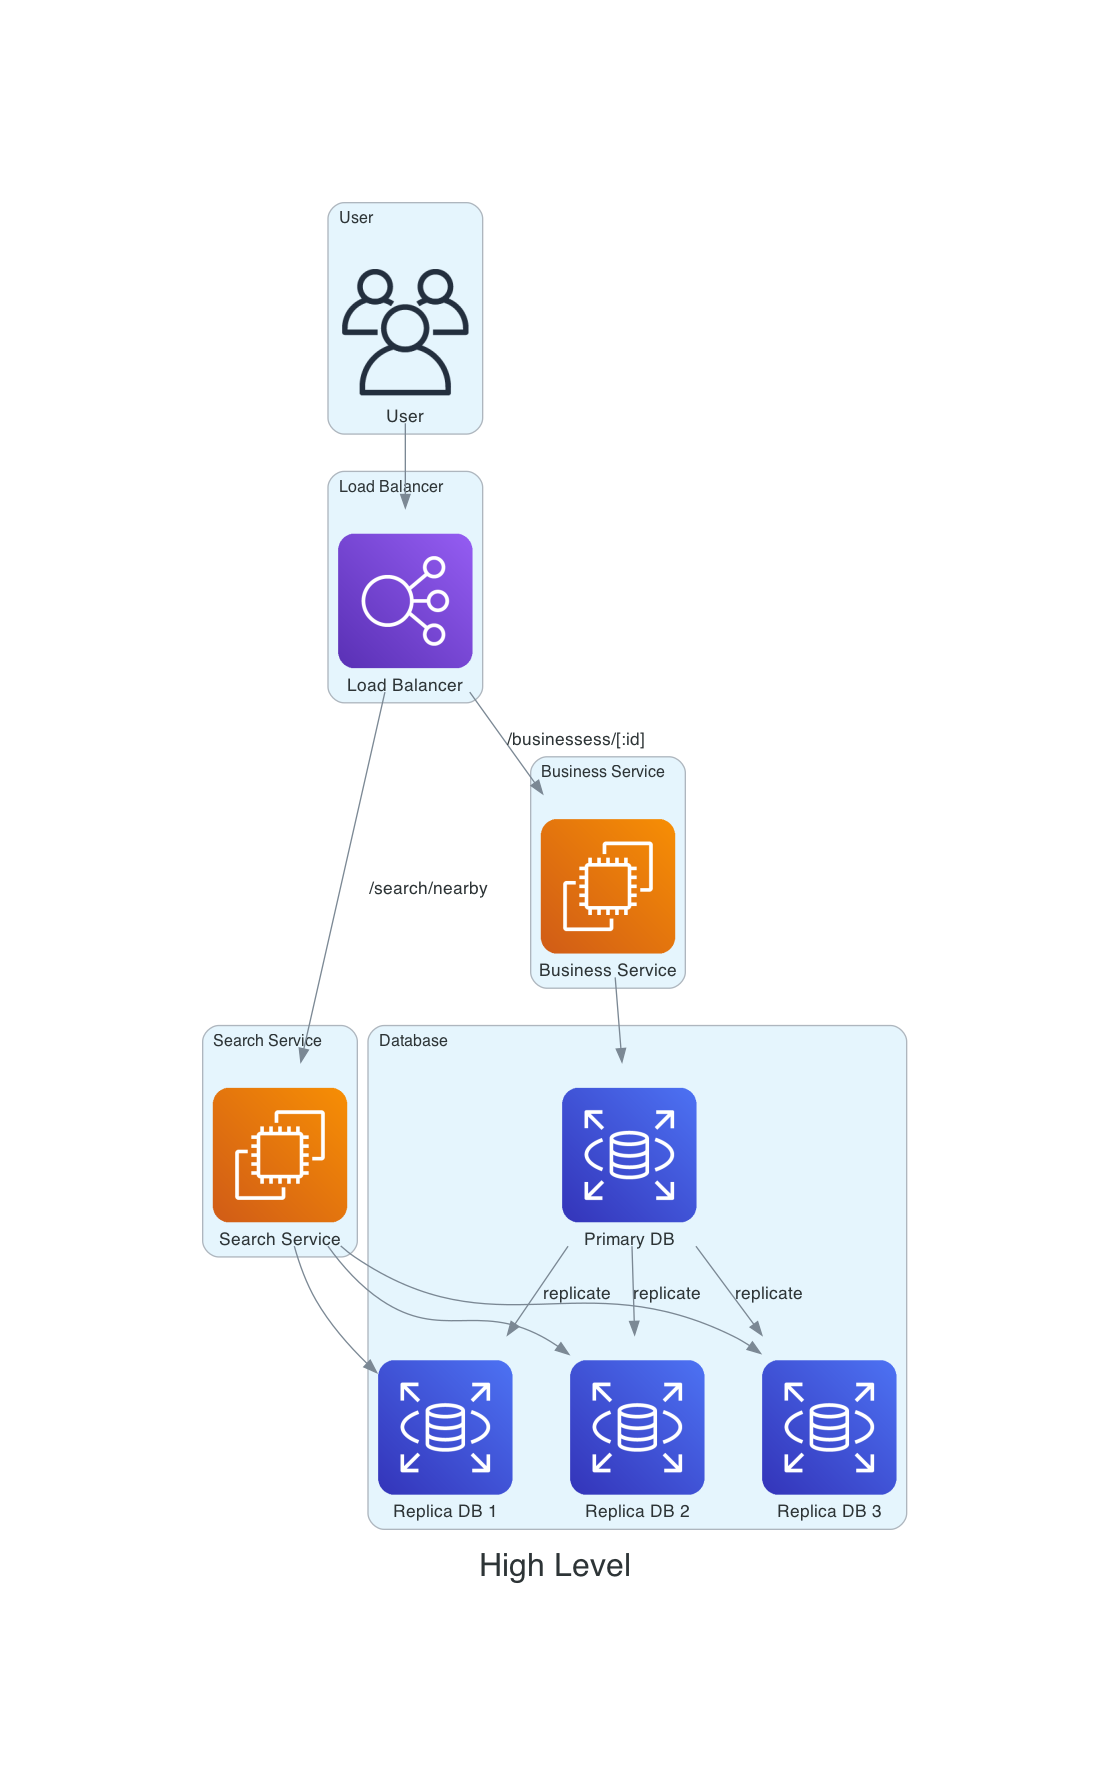 User
User
Load Balancer
Load Balancer
/businessess/[:id]
Business Service
/search/nearby
Business Service
Search Service
Database
Search Service
Primary DB
replicate
replicate
replicate
Replica DB 1
Replica DB 2
Replica DB 3
High Level